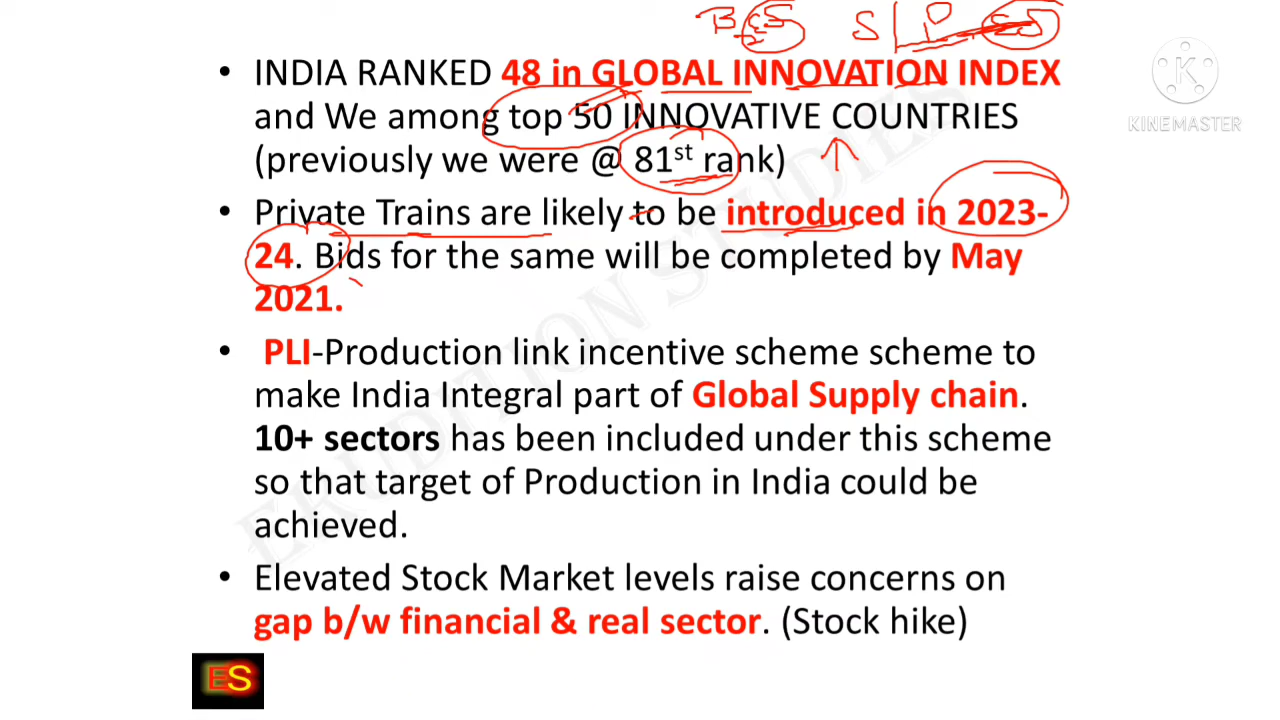 INDIA RANKED 48 in GLOBAL INNOVATION INDEX
and We among top 50 INNOVATIVE COUNTRIES
(previously we were @ 81st rank)
Private Trains are likely to be introduced in 2023-
24. Bids for the same will be completed by May
2021.
PLI-Production link incentive scheme scheme to
make India Integral part of Global Supply chain.
10+ sectors has been included under this scheme
so that target of Production in India could be
achieved.
Elevated Stock Market levels raise concerns on
gap b/w financial & real sector. (Stock hike)
K
KINEMASTER
ERUDITION STUDIES
ES